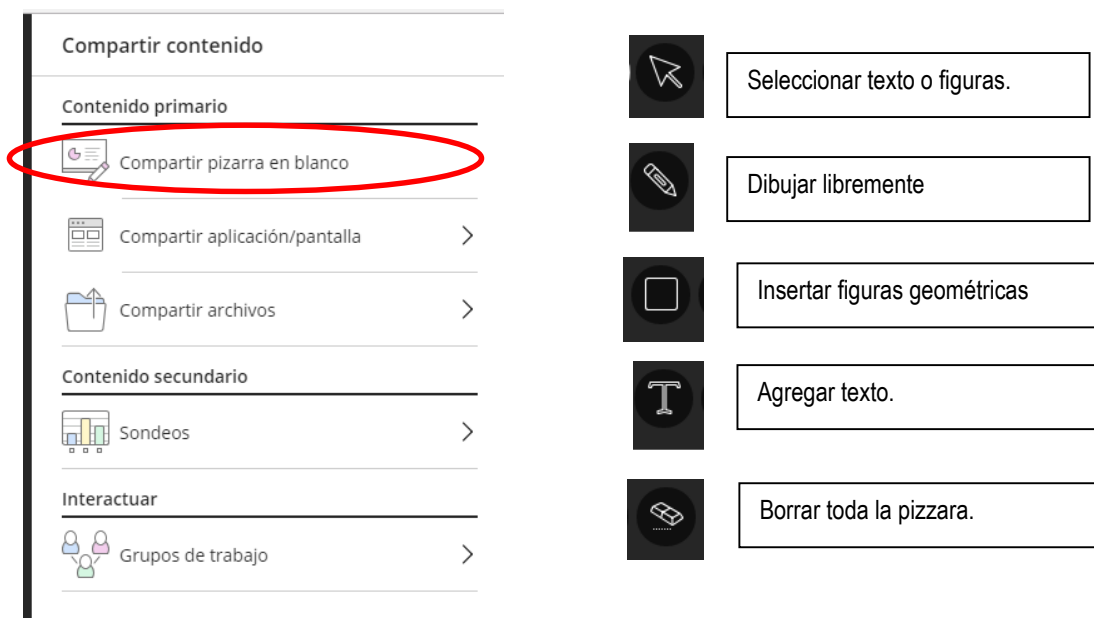 Compartir contenido
Contenido primario
Compartir pizarra en blanco
Compartir aplicación/pantalla
Compartir archivos
Contenido secundario
Sondeos
Interactuar
Grupos de trabajo
Seleccionar texto o figuras.
Dibujar libremente
Insertar figuras geométricas
Agregar texto.
Borrar toda la pizzara.